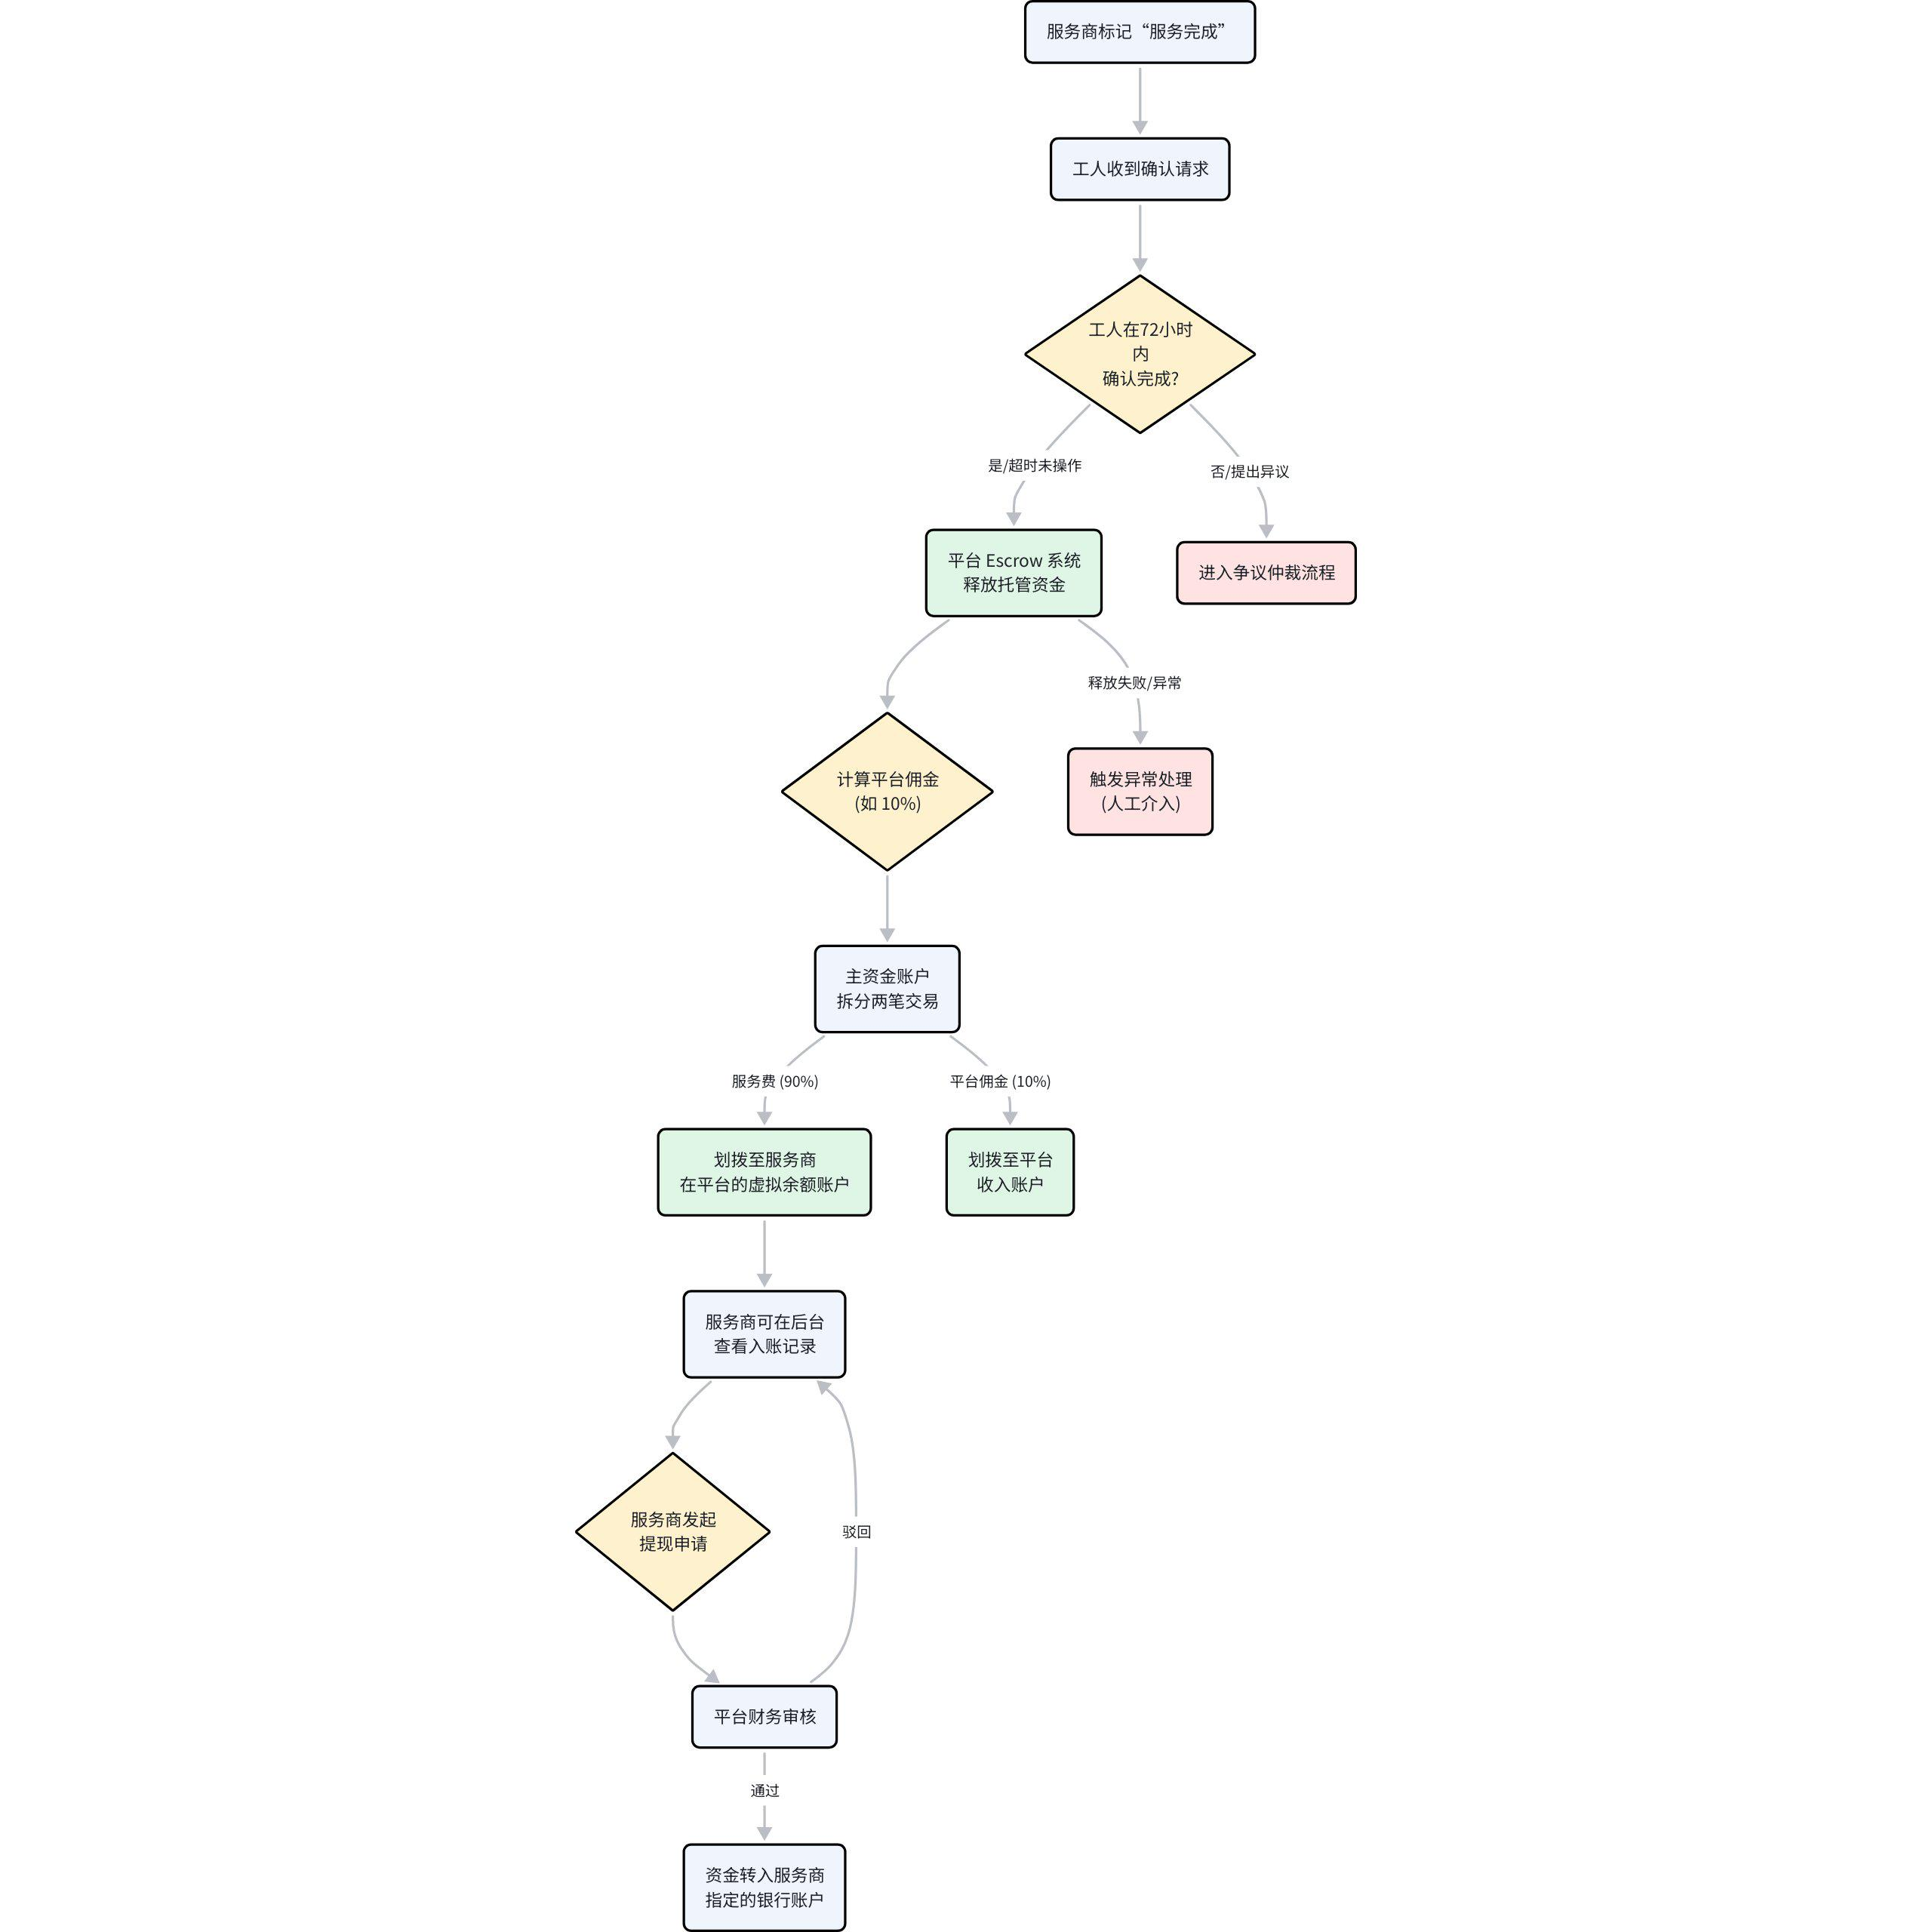 服务商标记“服务完成”
工人收到确认请求
工人在72小时
内
确认完成?
是/超时未操作
否/提出异议
平台 Escrow 系统
释放托管资金
进入争议仲裁流程
释放失败/异常
计算平台佣金
(如 10%)
触发异常处理
(人工介入)
主资金账户
拆分两笔交易
服务费 (90%)
平台佣金 (10%)
划拨至服务商
在平台的虚拟余额账户
划拨至平台
收入账户
服务商可在后台
查看入账记录
服务商发起
提现申请
驳回
平台财务审核
通过
资金转入服务商
指定的银行账户